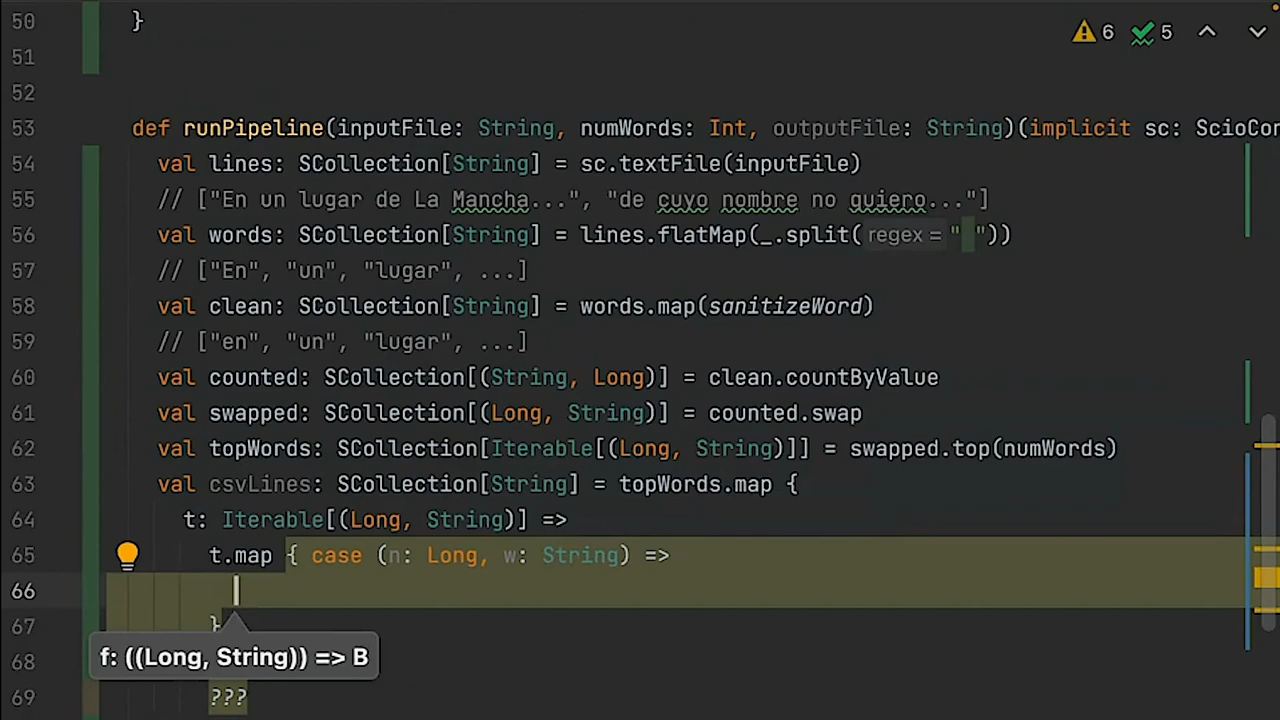 50 }
51
52
53 def runPipeline(inputFile: String, numWords: Int, outputFile: String)(implicit sc: ScioCon
54 val lines: SCollection[String] = sc.textFile(inputFile)
55 // ["En un lugar de La Mancha...", "de cuyo nombre no quiero..."]
56 val words: SCollection[String] = lines.flatMap(_.split( regex = " "))
57 // ["En", "un", "lugar", ...]
58 val clean: SCollection[String] = words.map(sanitizeWord)
59 // ["en", "un", "lugar", ...]
60 val counted: SCollection[(String, Long)] = clean.countByValue
61 val swapped: SCollection[(Long, String)] = counted.swap
62 val topWords: SCollection[Iterable[(Long, String)]] = swapped.top(numWords)
63 val csvLines: SCollection[String] = topWords.map {
64 t: Iterable[(Long, String)] =>
65 t.map { case (n: Long, w: String) =>
66
67 }
68
69 ???
f: ((Long, String)) => B
6 5